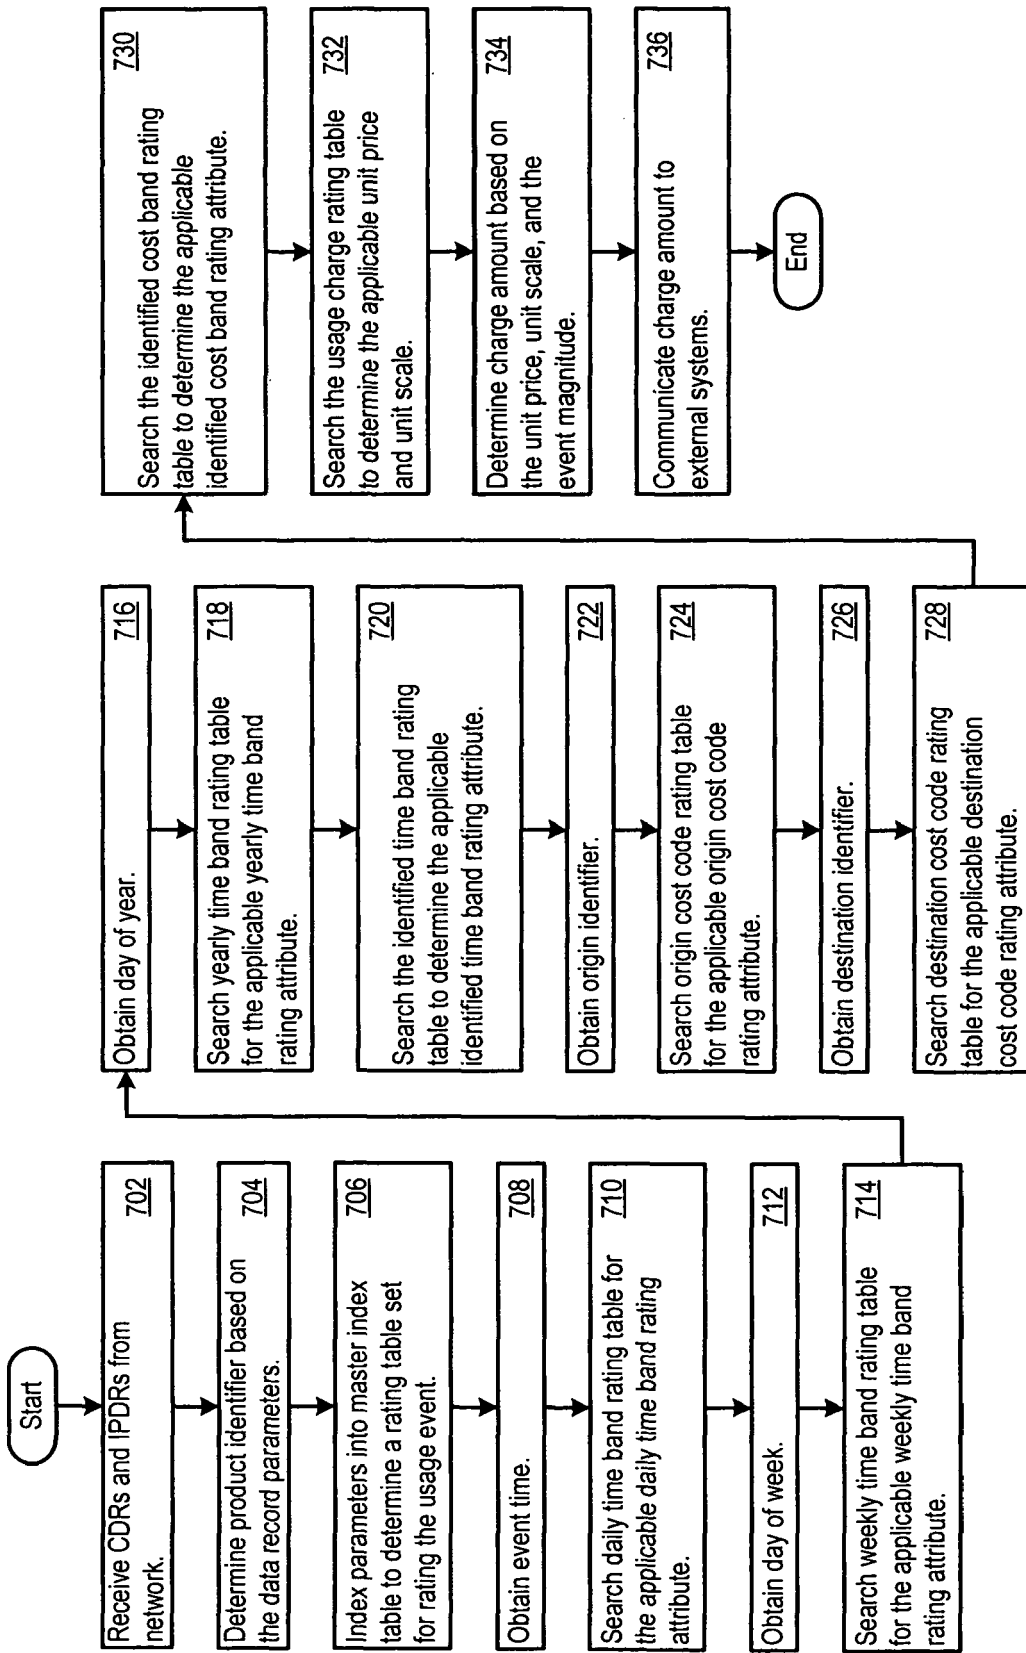 Start
Receive CDRs and IPDRs from
network.
702
Determine product identifier based on
the data record parameters.
704
Index parameters into master index
table to determine a rating table set
for rating the usage event.
706
Obtain event time.
708
Search daily time band rating table for
the applicable daily time band rating
attribute.
710
Obtain day of week.
712
Search weekly time band rating table
for the applicable weekly time band
rating attribute.
714
Obtain day of year.
716
Search yearly time band rating table
for the applicable yearly time band
rating attribute.
718
Search the identified time band rating
table to determine the applicable
identified time band rating attribute.
720
Obtain origin identifier.
722
Search origin cost code rating table
for the applicable origin cost code
rating attribute.
724
Obtain destination identifier.
726
Search destination cost code rating
table for the applicable destination
cost code rating attribute.
728
Search the identified cost band rating
table to determine the applicable
identified cost band rating attribute.
730
Search the usage charge rating table
to determine the applicable unit price
and unit scale.
732
Determine charge amount based on
the unit price, unit scale, and the
event magnitude.
734
Communicate charge amount to
external systems.
736
End